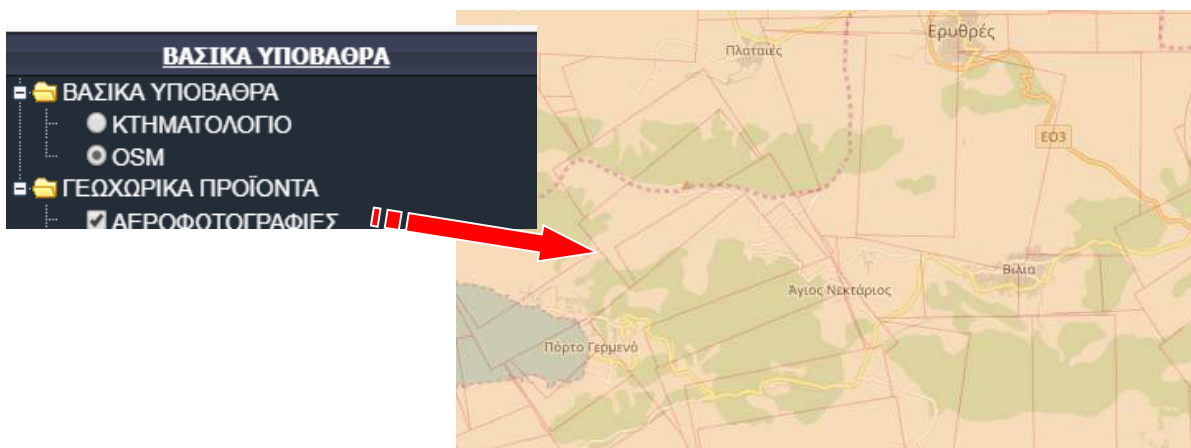 ΒΑΣΙΚΑ ΥΠΟΒΑΘΡΑ
ΒΑΣΙΚΑ ΥΠΟΒΑΘΡΑ
ΚΤΗΜΑΤΟΛΟΓΙΟ
OSM
ΓΕΩΧΩΡΙΚΑ ΠΡΟΪΟΝΤΑ
ΑΕΡΟΦΩΤΟΓΡΑΦΙΕΣ
Ερυθρές
Πλαταιές
ΕΟ3
Βίλια
Άγιος Νεκτάριος
Πόρτο Γερμενό